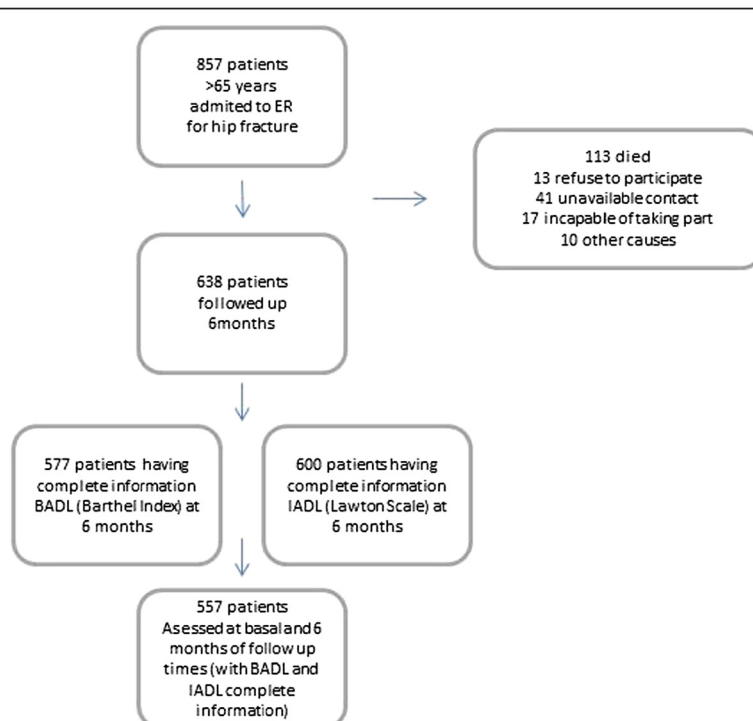 857 patients
>65 years
admited to ER
for hip fracture
113 died
13 refuse to participate
41 unavailable contact
17 incapable of taking part
10 other causes
638 patients
followed up
6months
577 patients having
complete information
BADL (Barthel Index) at
6 months
600 patients having
complete information
IADL (Lawton Scale) at
6 months
557 patients
Asessed at basal and 6
months of follow up
times (with BADL and
IADL complete
information)